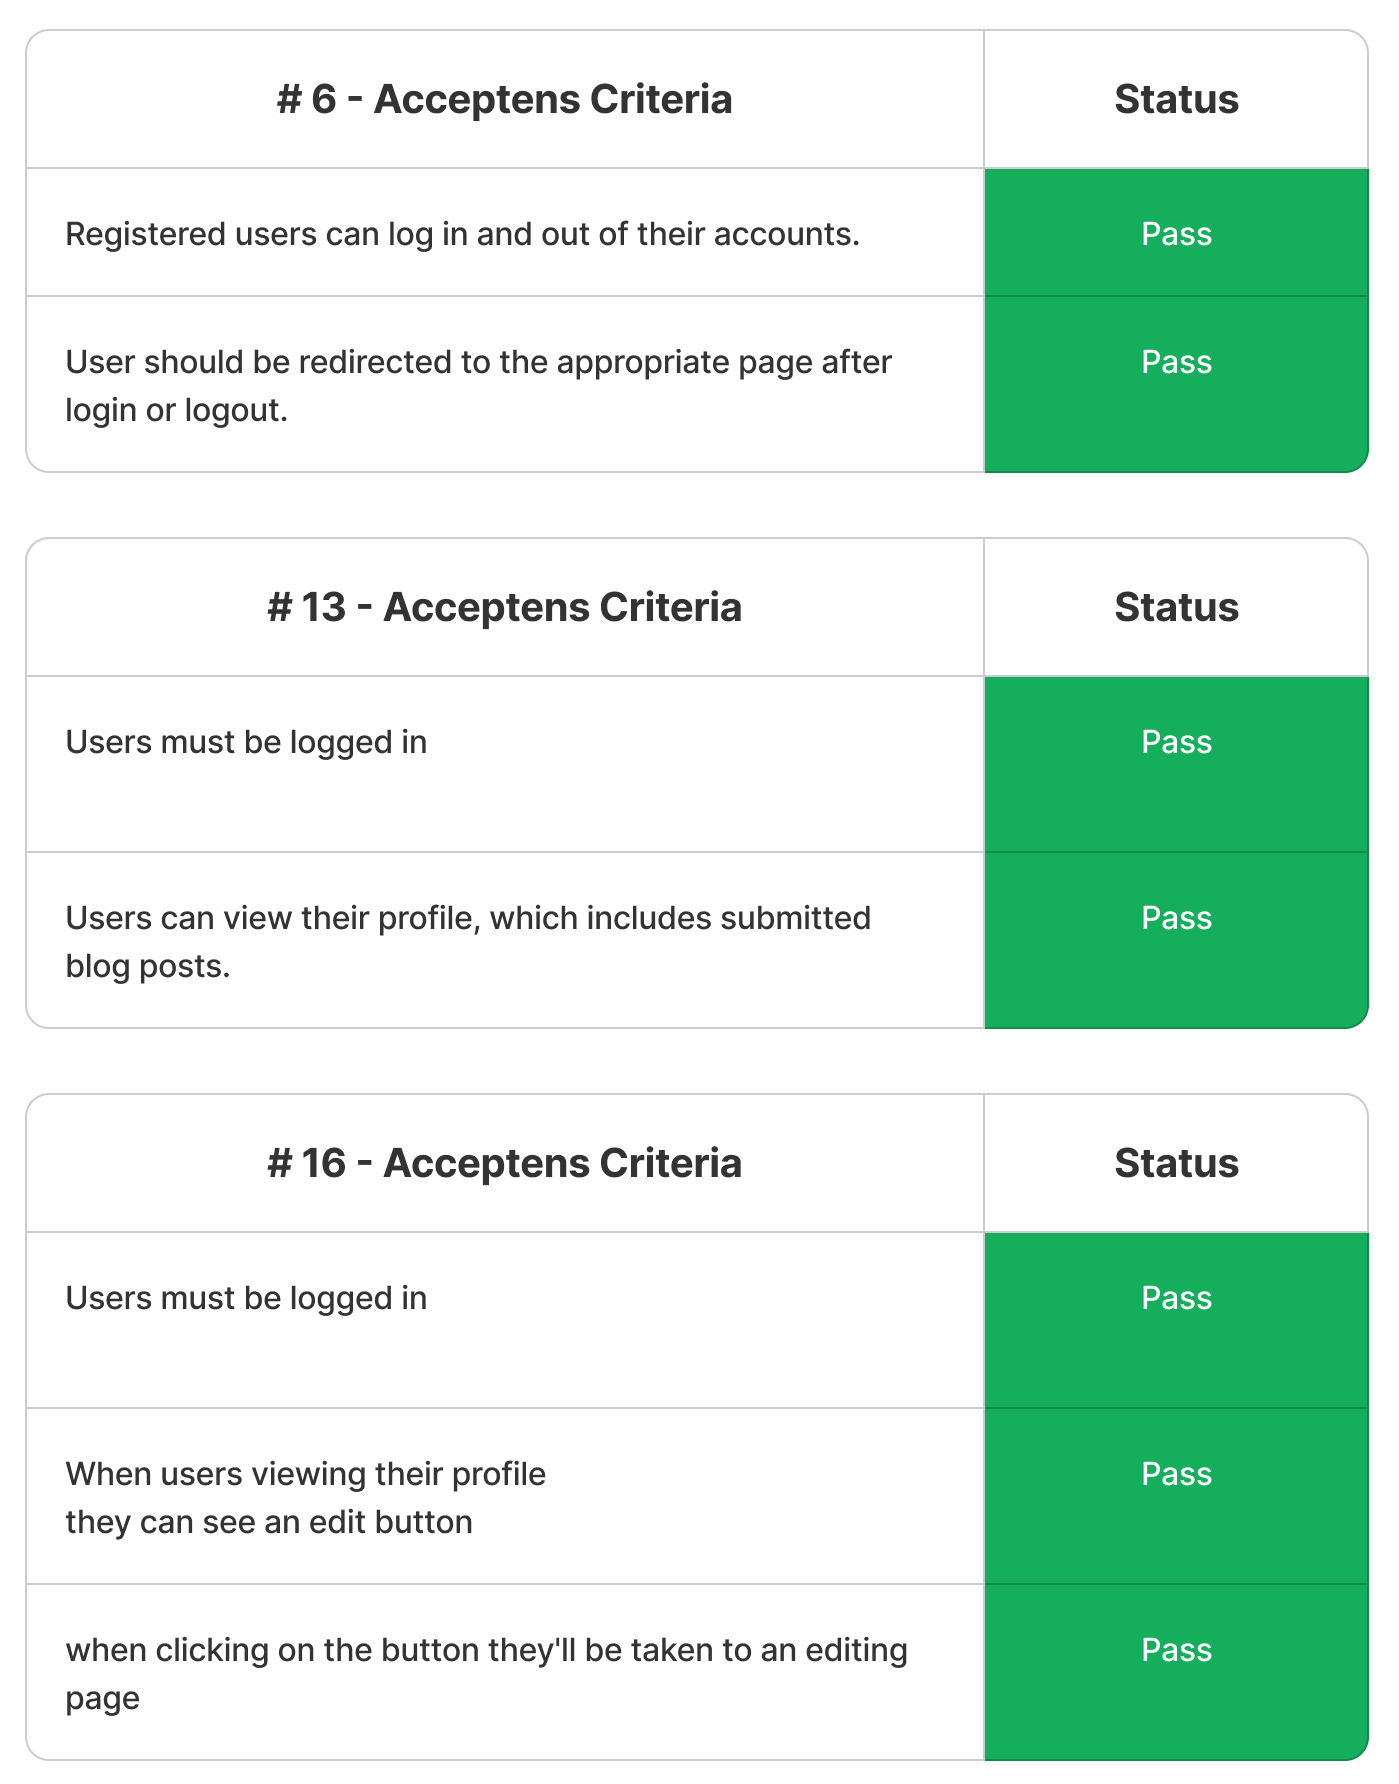 # 6 - Acceptens Criteria
Status
Registered users can log in and out of their accounts.
Pass
User should be redirected to the appropriate page after
login or logout.
Pass
# 13 - Acceptens Criteria
Status
Users must be logged in
Pass
Users can view their profile, which includes submitted
blog posts.
Pass
# 16 - Acceptens Criteria
Status
Users must be logged in
Pass
When users viewing their profile
they can see an edit button
Pass
when clicking on the button they'll be taken to an editing
page
Pass